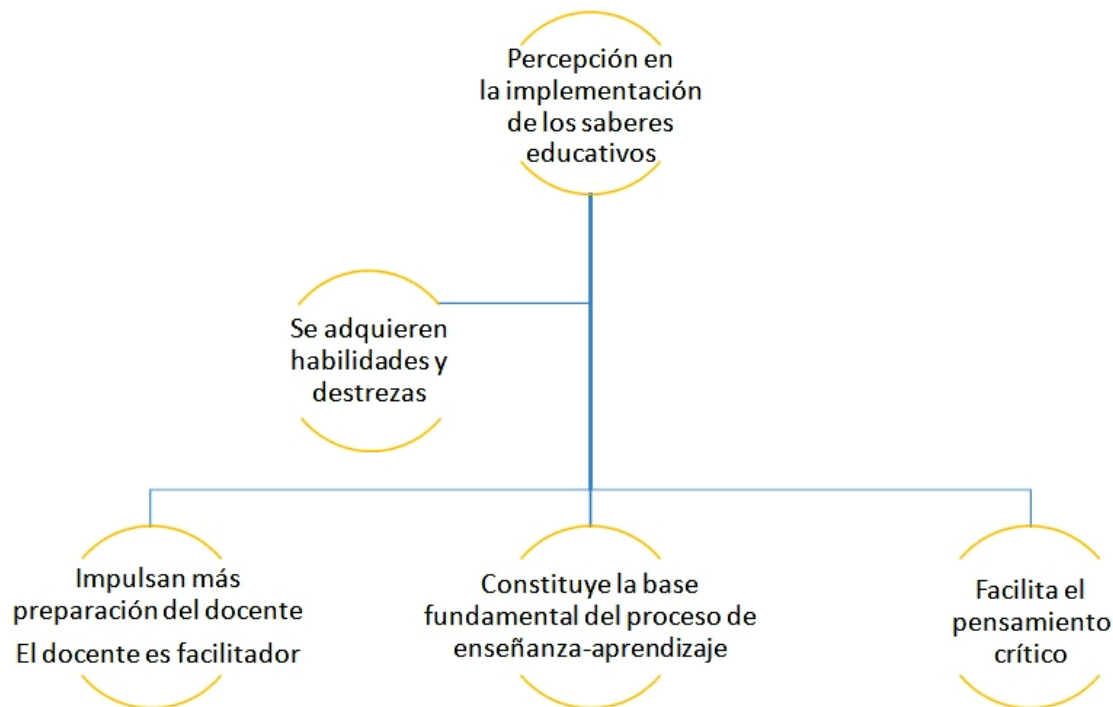 Percepción en
la implementación
de los saberes
educativos
Se adquieren
habilidades y
destrezas
Impulsan más
preparación del docente
El docente es facilitador
Constituye la base
fundamental del proceso de
enseñanza-aprendizaje
Facilita el
pensamiento
crítico